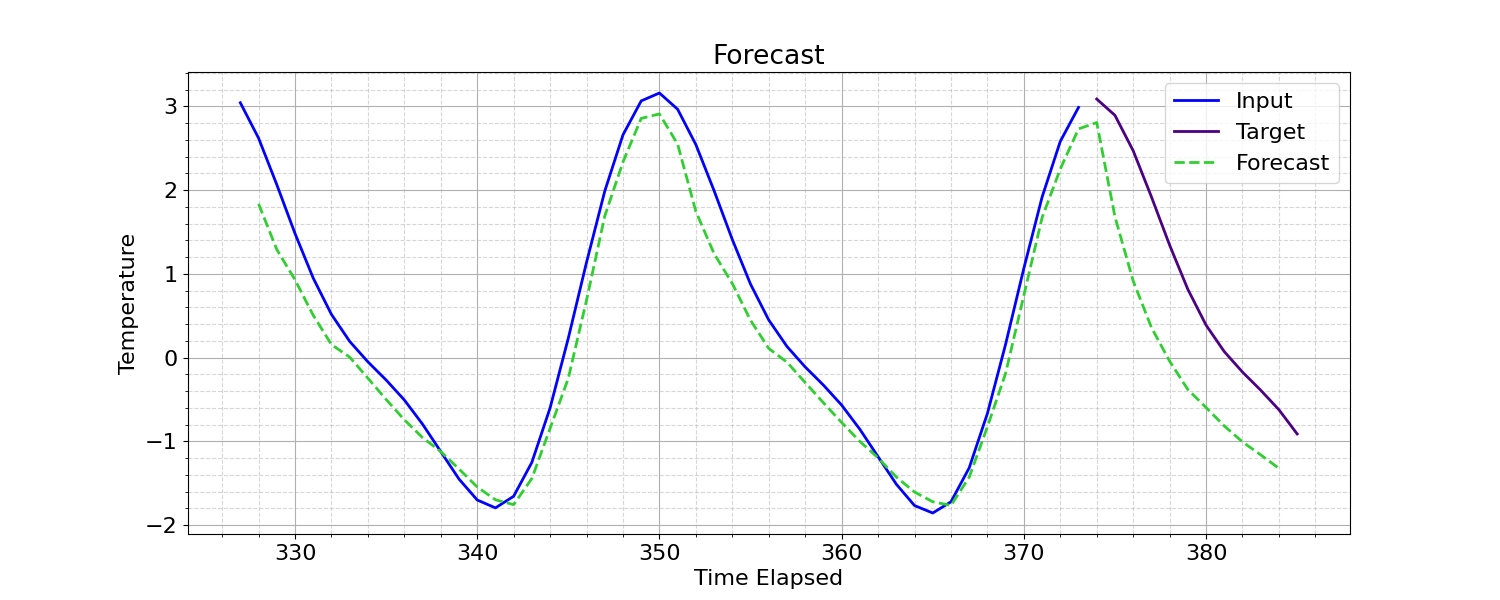 Forecast
Input
Target
Forecast
Temperature
3
2
1
0
−1
−2
330 340 350 360 370 380
Time Elapsed